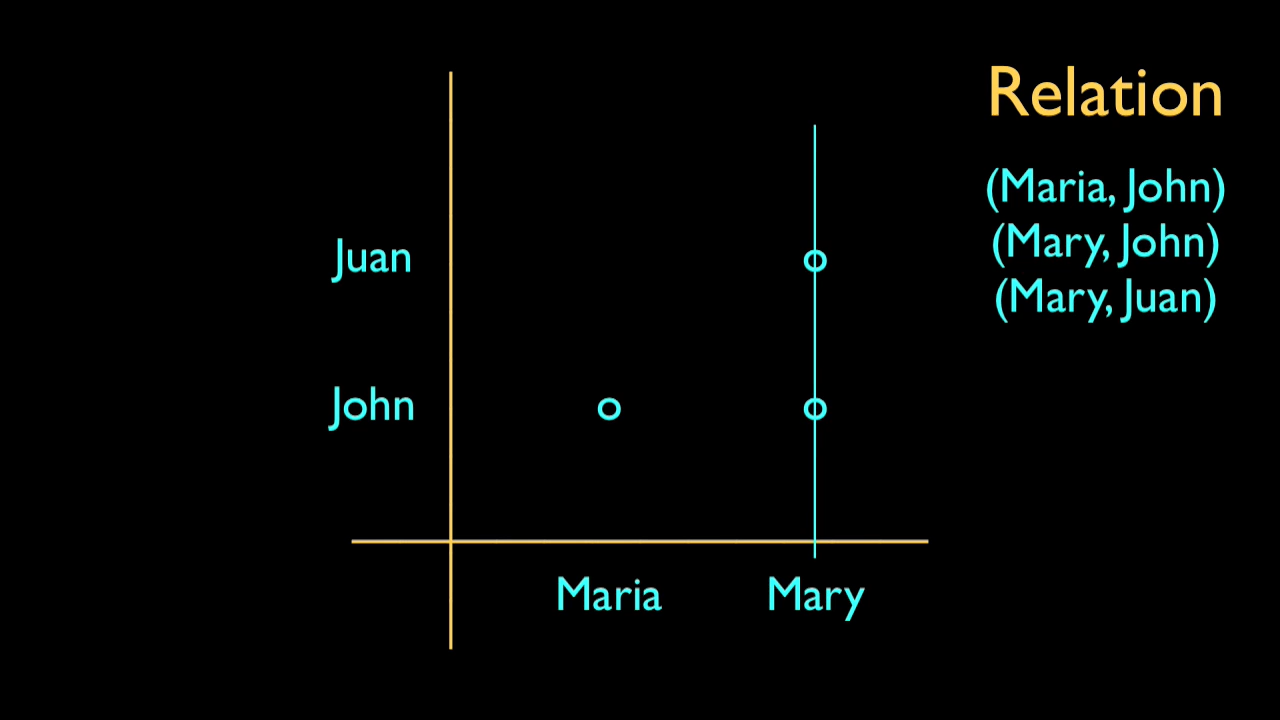 Relation
(Maria, John)
(Mary, John)
(Mary, Juan)
Juan
John
Maria Mary